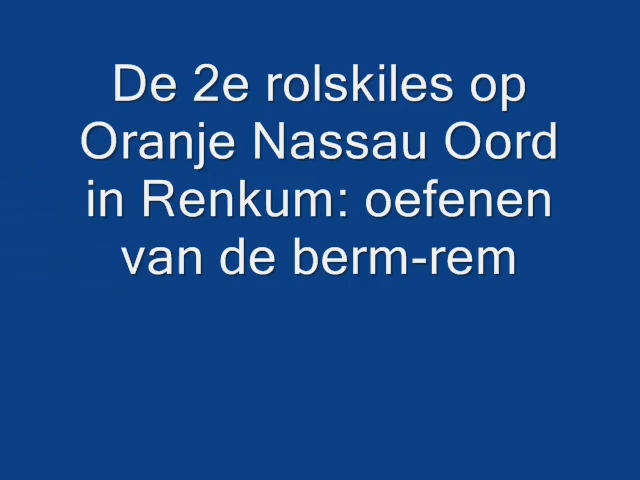 De 2e rolskiles op
Oranje Nassau Oord
in Renkum: oefenen
van de berm-rem